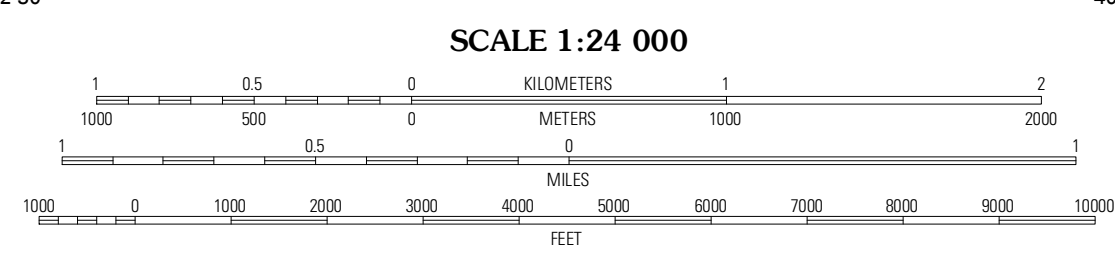 SCALE 1:24 000
1 0.5 0 KILOMETERS 1 2
1000 500 0 METERS 1000 2000
1 0.5 0 1
MILES
1000 0 1000 2000 3000 4000 5000 6000 7000 8000 9000 10000
FEET